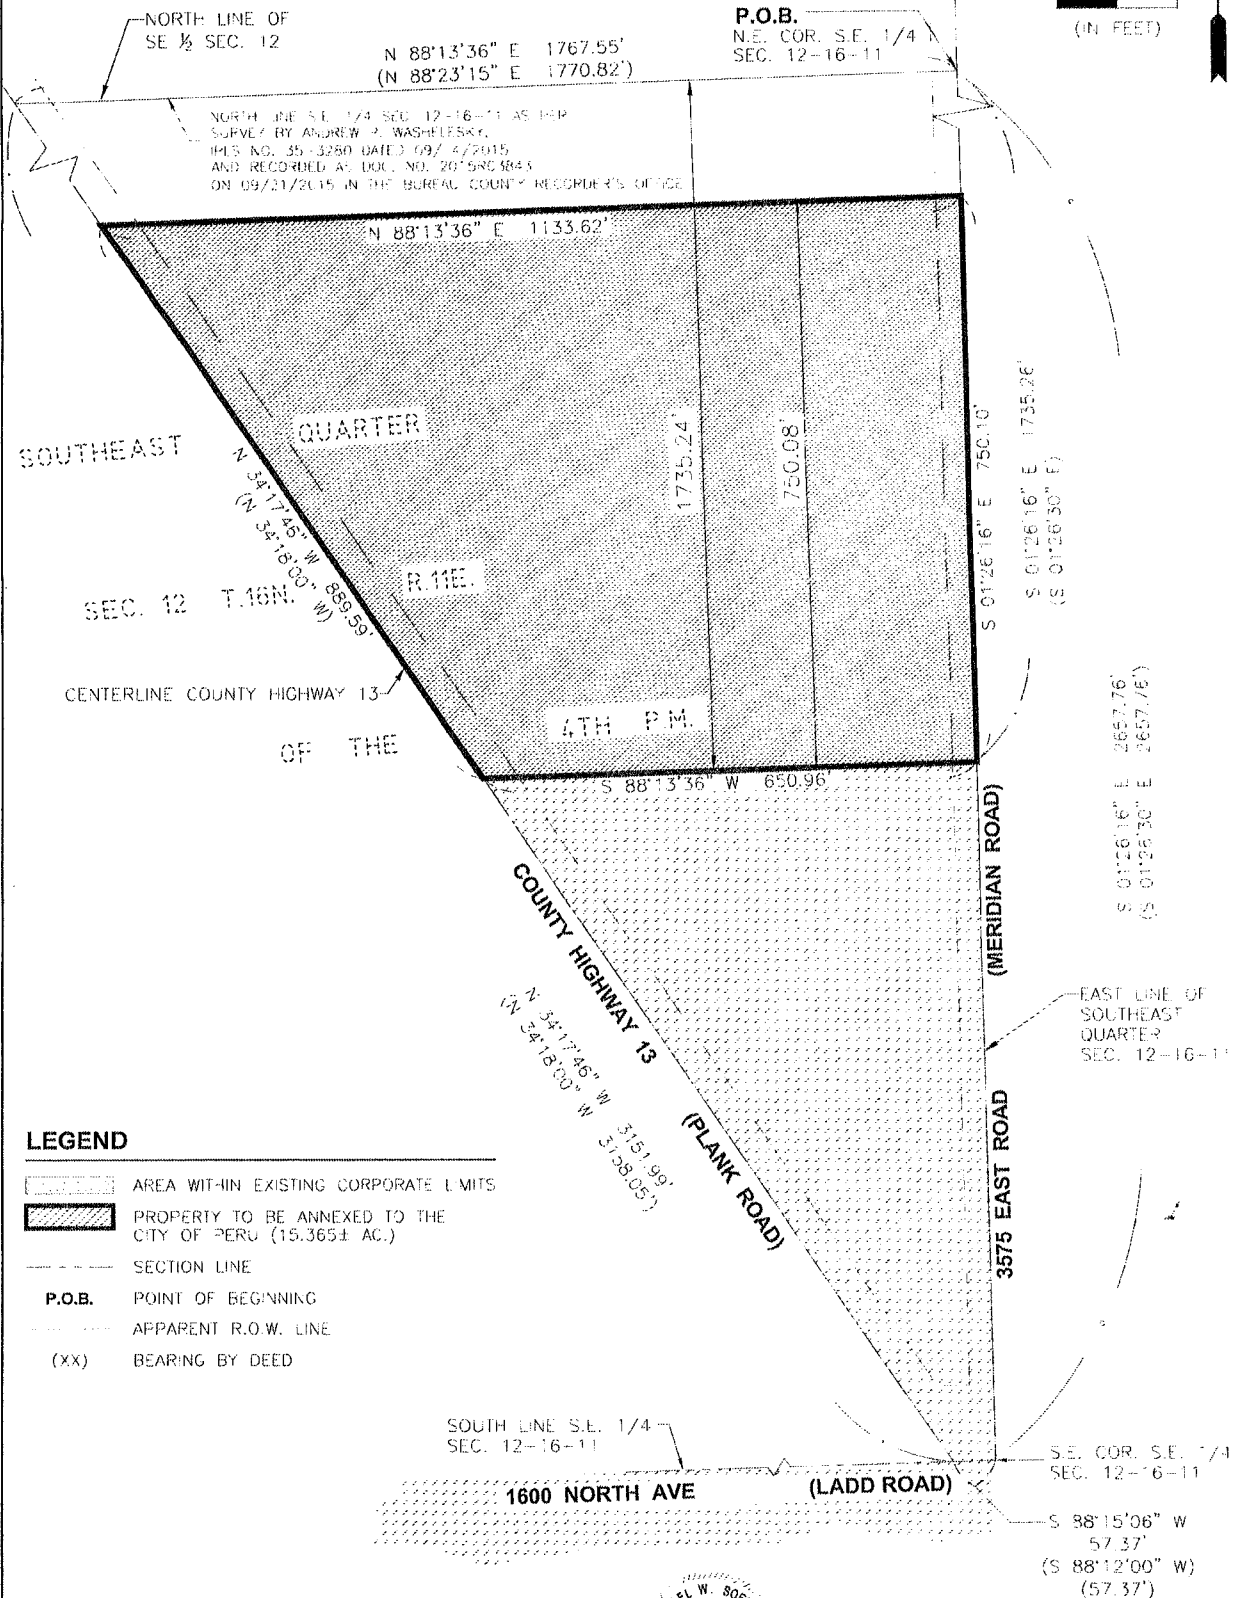 NORTH LINE OF
SE ½ SEC. 12
N 88°13'36" E 1767.55'
(N 88°23'15" E 1770.82')
P.O.B.
N.E. COR. S.E. 1/4
SEC. 12-16-11
(IN FEET)
NORTH LINE S.E. 1/4 SEC. 12-16-11 AS PER
SURVEY BY ANDREW WASHELESKY,
IPLS NO. 35-3280 DATED 09/ 4/2015
AND RECORDED AS DOC. NO.
ON 09/21/2015 IN THE BUREAU COUNTY RECORDER'S OFFICE
N 88°13'36" E 1133.62'
SOUTHEAST QUARTER
N 34°17'46" W 889.59'
(N 34°18'00" W)
1735.24'
750.08'
S 01°26'16" E 750.10'
S 01°26'16" E 1735.26'
(S 01°26'30" E)
SEC. 12 T.16N. R.11E.
CENTERLINE COUNTY HIGHWAY 13
OF THE 4TH P.M.
S 88°13'36" W 650.96'
S 01°26'16" E 2657.76'
(S 01°26'30" E 2657.76')
COUNTY HIGHWAY 13
(PLANK ROAD)
N 34°17'46" W 3151.99'
(N 34°18'00" W 3158.05')
(MERIDIAN ROAD)
3575 EAST ROAD
EAST LINE OF
SOUTHEAST
QUARTER
SEC. 12-16-11
LEGEND
AREA WITHIN EXISTING CORPORATE LIMITS
PROPERTY TO BE ANNEXED TO THE
CITY OF PERU (15.365± AC.)
SECTION LINE
P.O.B. POINT OF BEGINNING
APPARENT R.O.W. LINE
(XX) BEARING BY DEED
SOUTH LINE S.E. 1/4
SEC. 12-16-11
1600 NORTH AVE (LADD ROAD)
S.E. COR. S.E. 1/4
SEC. 12-16-11
S 88°15'06" W
57.37'
(S 88°12'00" W)
(57.37')